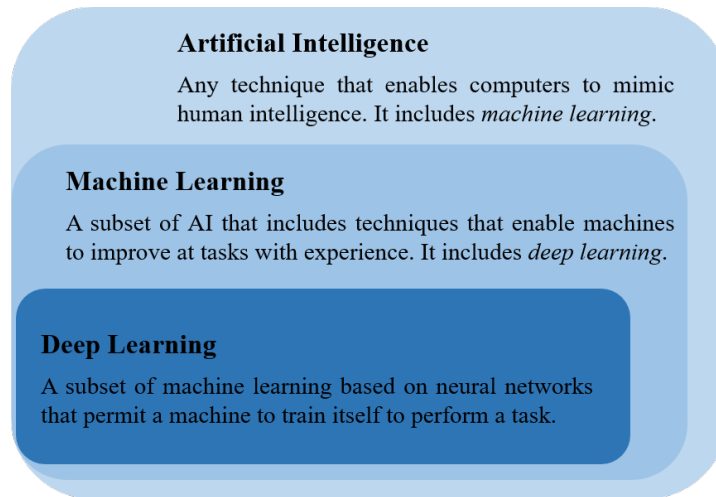 Artificial Intelligence
Any technique that enables computers to mimic
human intelligence. It includes machine learning.
Machine Learning
A subset of AI that includes techniques that enable machines
to improve at tasks with experience. It includes deep learning.
Deep Learning
A subset of machine learning based on neural networks
that permit a machine to train itself to perform a task.